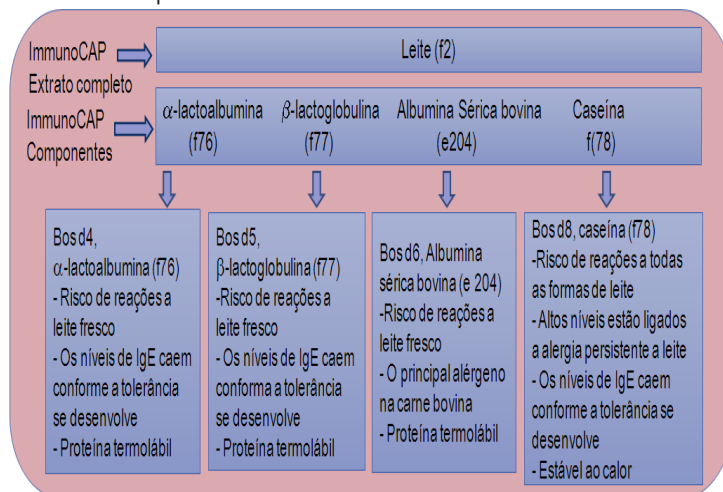 ImmunoCAP
Extrato completo
Leite (f2)
ImmunoCAP
Componentes
α-lactoalbumina
(f76)
β-lactoglobulina
(f77)
Albumina Sérica bovina
(e204)
Caseína
f(78)
Bos d4,
α-lactoalbumina (f76)
- Risco de reações a
leite fresco
- Os níveis de IgE caem
conforme a tolerância
se desenvolve
- Proteína termolábil
Bos d5,
β-lactoglobulina (f77)
- Risco de reações a
leite fresco
- Os níveis de IgE caem
conforma a tolerância
se desenvolve
- Proteína termolábil
Bos d6, Albumina
sérica bovina (e 204)
-Risco de reações a
leite fresco
- O principal alérgeno
na carne bovina
- Proteína termolábil
Bos d8, caseína (f78)
-Risco de reações a todas
as formas de leite
- Altos níveis estão ligados
a alergia persistente a leite
- Os níveis de IgE caem
conforme a tolerância se
desenvolve
- Estável ao calor